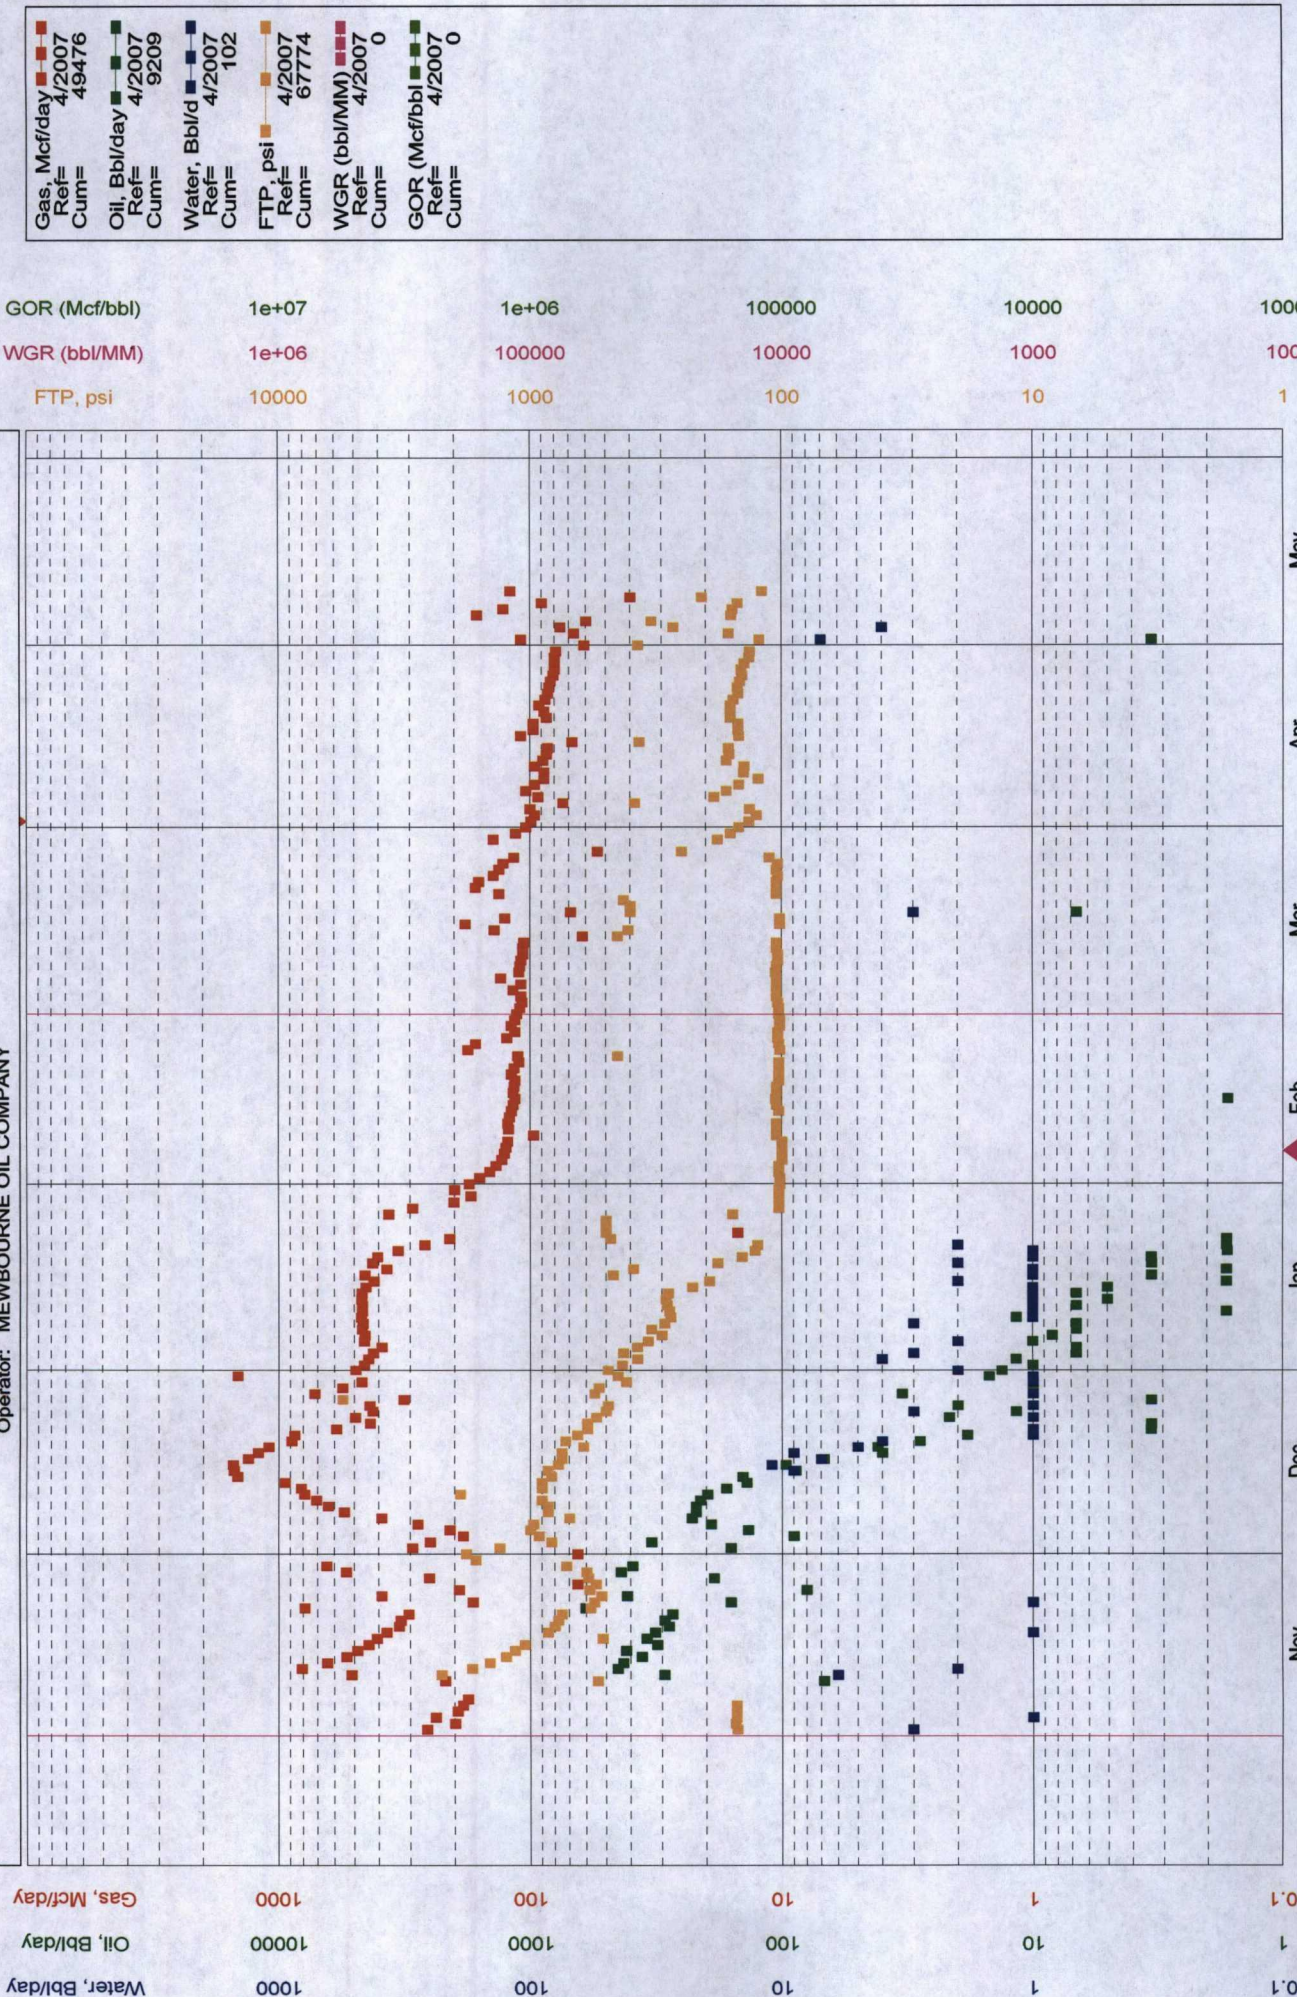 Operator: MEWBOURNE OIL COMPANY
Gas, Mcf/day
Ref= 4/2007
Cum= 49476
Oil, Bbl/day
Ref= 4/2007
Cum= 9209
Water, Bbl/d
Ref= 4/2007
Cum= 102
FTP, psi
Ref= 4/2007
Cum= 67774
WGR (bbl/MM)
Ref= 4/2007
Cum= 0
GOR (Mcf/bbl)
Ref= 4/2007
Cum= 0
GOR (Mcf/bbl) 1e+07 1e+06 100000 10000 1000
WGR (bbl/MM) 1e+06 100000 10000 1000 100
FTP, psi 10000 1000 100 10 1
Gas, Mcf/day 1000 100 10 1 0.1
Oil, Bbl/day 10000 1000 100 10 1
Water, Bbl/day 1000 100 10 1 0.1
Nov Dec Jan Feb Mar Apr May